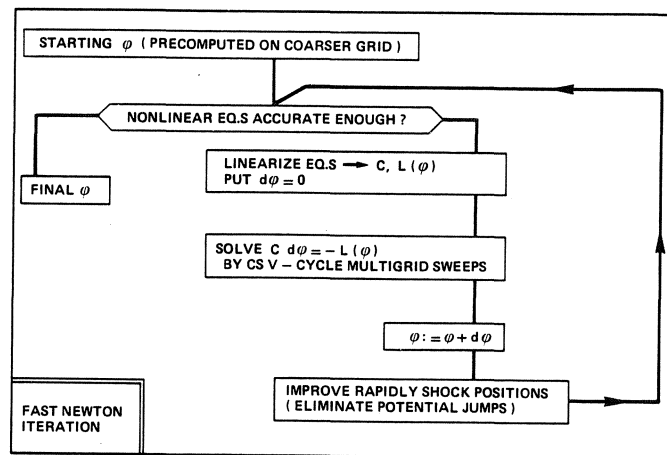 STARTING φ ( PRECOMPUTED ON COARSER GRID )
NONLINEAR EQ.S ACCURATE ENOUGH ?
LINEARIZE EQ.S → C, L ( φ )
PUT dφ = 0
FINAL φ
SOLVE C dφ = – L ( φ )
BY CS V – CYCLE MULTIGRID SWEEPS
φ : = φ + dφ
IMPROVE RAPIDLY SHOCK POSITIONS
( ELIMINATE POTENTIAL JUMPS )
FAST NEWTON
ITERATION